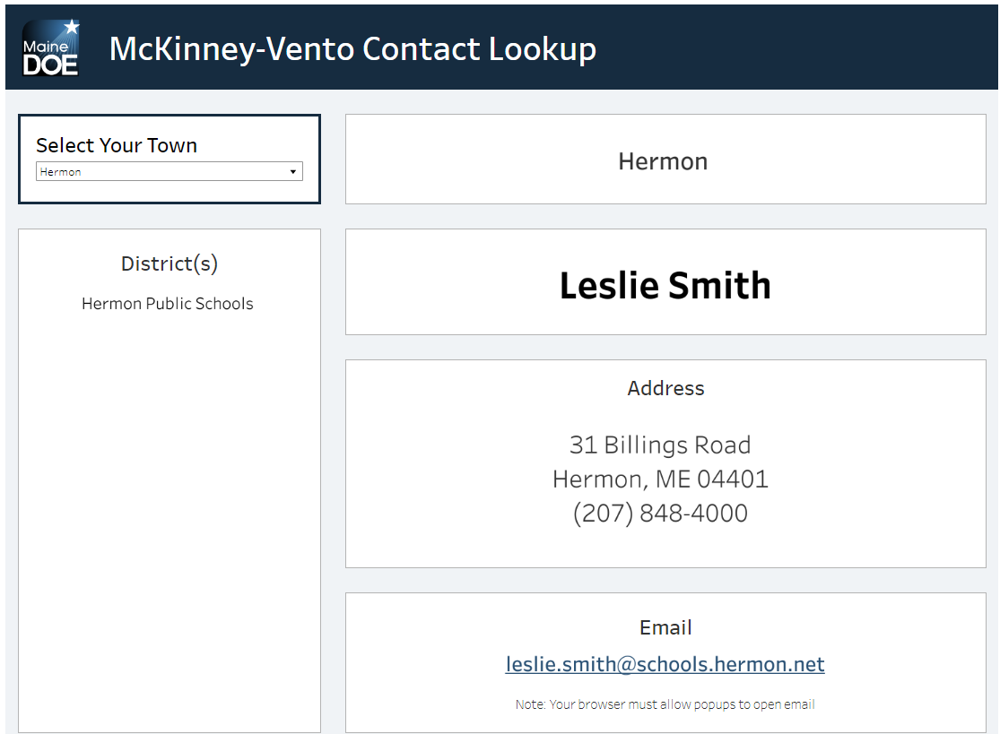 Maine
DOE
McKinney-Vento Contact Lookup
Select Your Town
Hermon
District(s)
Hermon Public Schools
Hermon
Leslie Smith
Address
31 Billings Road
Hermon, ME 04401
(207) 848-4000
Email
leslie.smith@schools.hermon.net
Note: Your browser must allow popups to open email